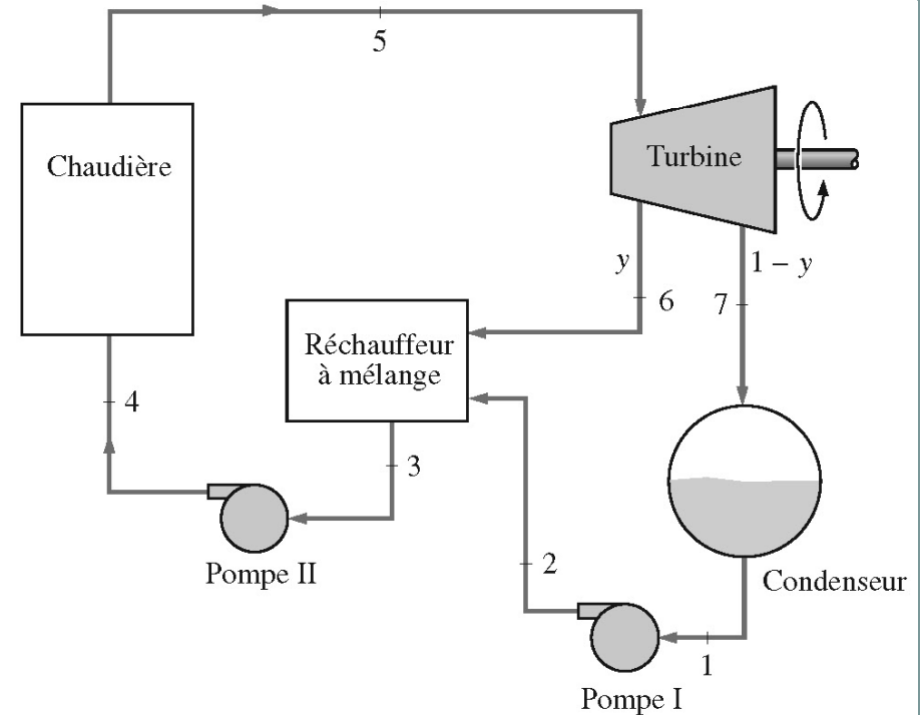 5
Chaudière
Turbine
y
1 – y
6
7
Réchauffeur
à mélange
4
3
2
Pompe II
Condenseur
1
Pompe I